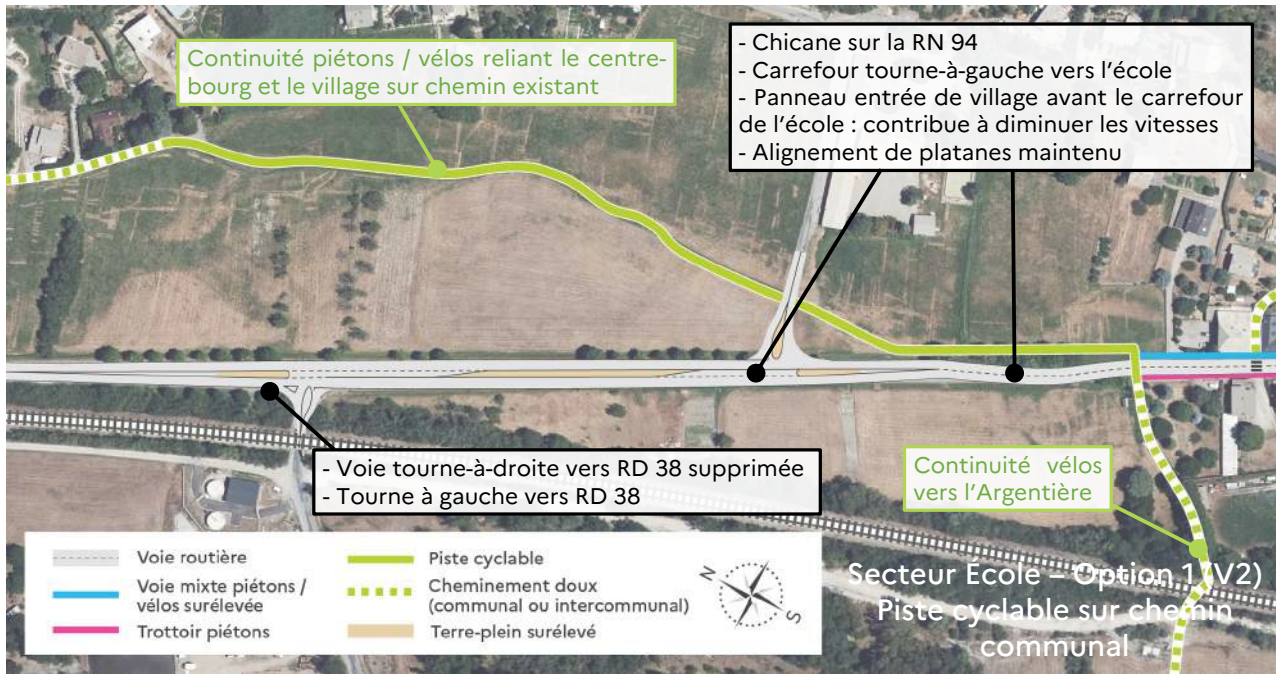 Continuité piétons / vélos reliant le centre-
bourg et le village sur chemin existant
- Chicane sur la RN 94
- Carrefour tourne-à-gauche vers l’école
- Panneau entrée de village avant le carrefour
de l’école : contribue à diminuer les vitesses
- Alignement de platanes maintenu
- Voie tourne-à-droite vers RD 38 supprimée
- Tourne à gauche vers RD 38
Continuité vélos
vers l’Argentière
Voie routière
Voie mixte piétons /
vélos surélevée
Trottoir piétons
Piste cyclable
Cheminement doux
(communal ou intercommunal)
Terre-plein surélevé
N
S
Secteur École – Option 1 (V2)
Piste cyclable sur chemin
communal